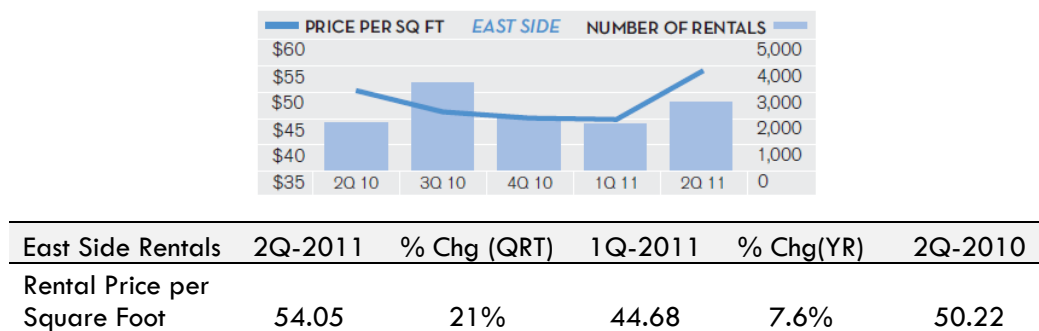 PRICE PER SQ FT EAST SIDE NUMBER OF RENTALS
$60 5,000
$55 4,000
$50 3,000
$45 2,000
$40 1,000
$35 2Q 10 3Q 10 4Q 10 1Q 11 2Q 11 0
East Side Rentals 2Q-2011 % Chg (QRT) 1Q-2011 % Chg(YR) 2Q-2010
Rental Price per
Square Foot 54.05 21% 44.68 7.6% 50.22